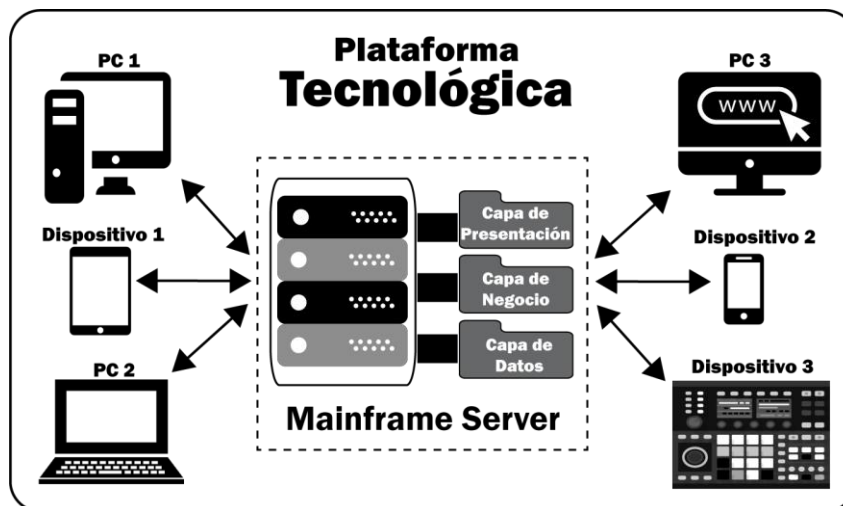 Plataforma
Tecnológica
PC 1
PC 3
www
Dispositivo 1
Capa de
Presentación
Dispositivo 2
Capa de
Negocio
PC 2
Capa de
Datos
Dispositivo 3
Mainframe Server